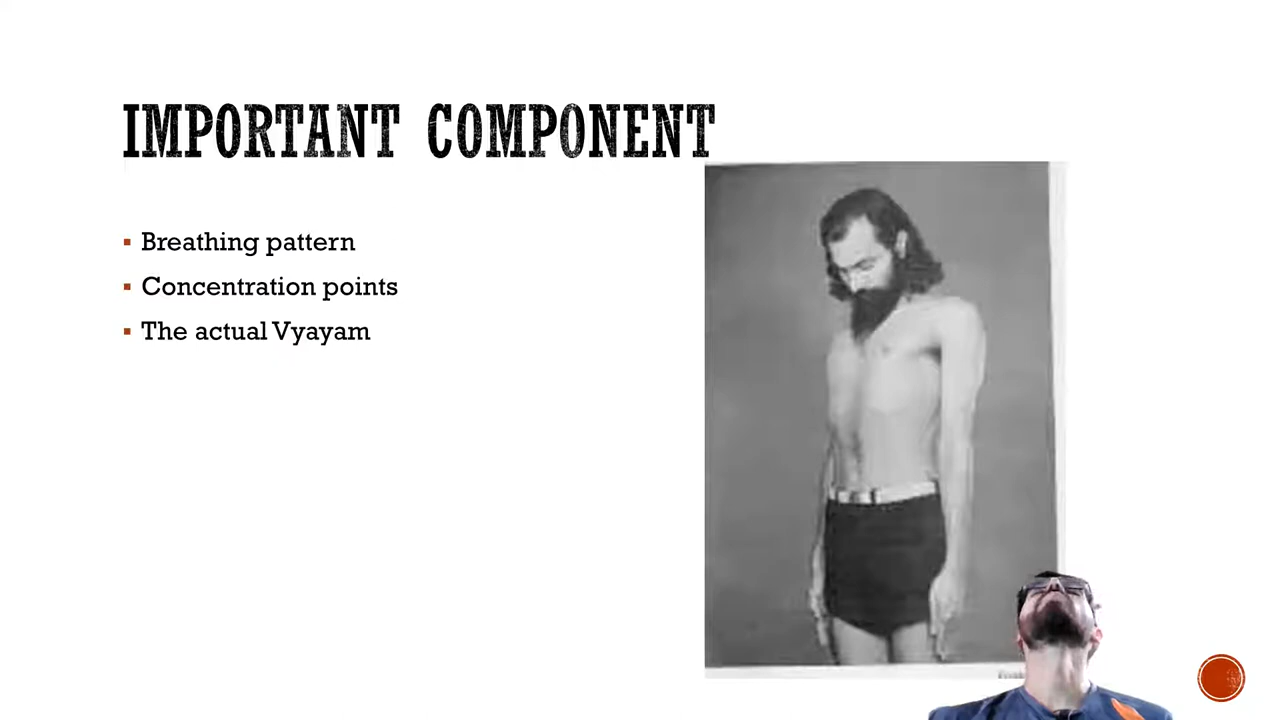 IMPORTANT COMPONENT
Breathing pattern
Concentration points
The actual Vyayam